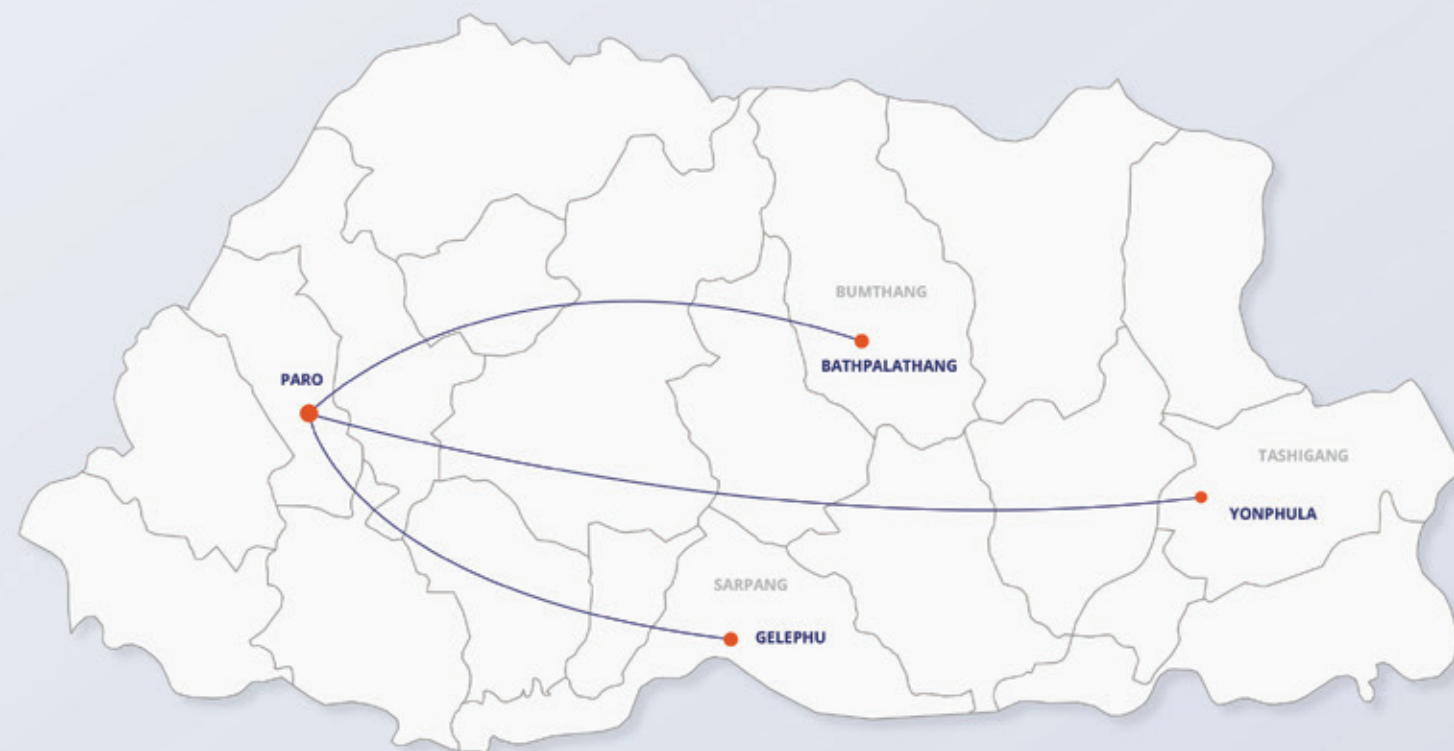 BUMTHANG
BATHPALATHANG
PARO
TASHIGANG
YONPHULA
SARPANG
GELEPHU